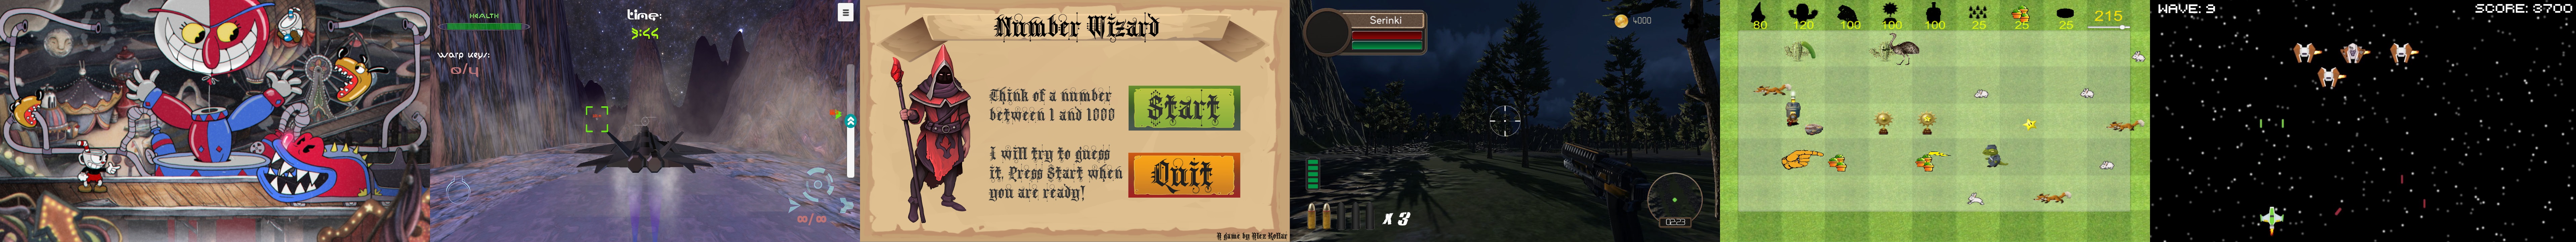 HEALTH
time:
3:44
warp keys:
0/4
∞/∞
Number Wizard
Think of a number
between 1 and 1000
Start
I will try to guess
it. Press Start when
you are ready!
Quit
A game by Alex Kollar
Serinki
4000
x 3
80 120 100 100 100 25 25 25 215
WAVE: 9
SCORE: 3700